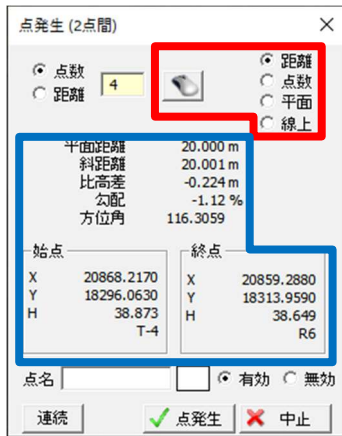 点発生 (2点間)
点数
距離
4
距離
点数
平面
線上
平面距離 20.000 m
斜距離 20.001 m
比高差 -0.224 m
勾配 -1.12 %
方位角 116.3059
始点
X 20868.2170
Y 18296.0630
H 38.873
T-4
終点
X 20859.2880
Y 18313.9590
H 38.649
R6
点名 有効 無効
連続 点発生 中止